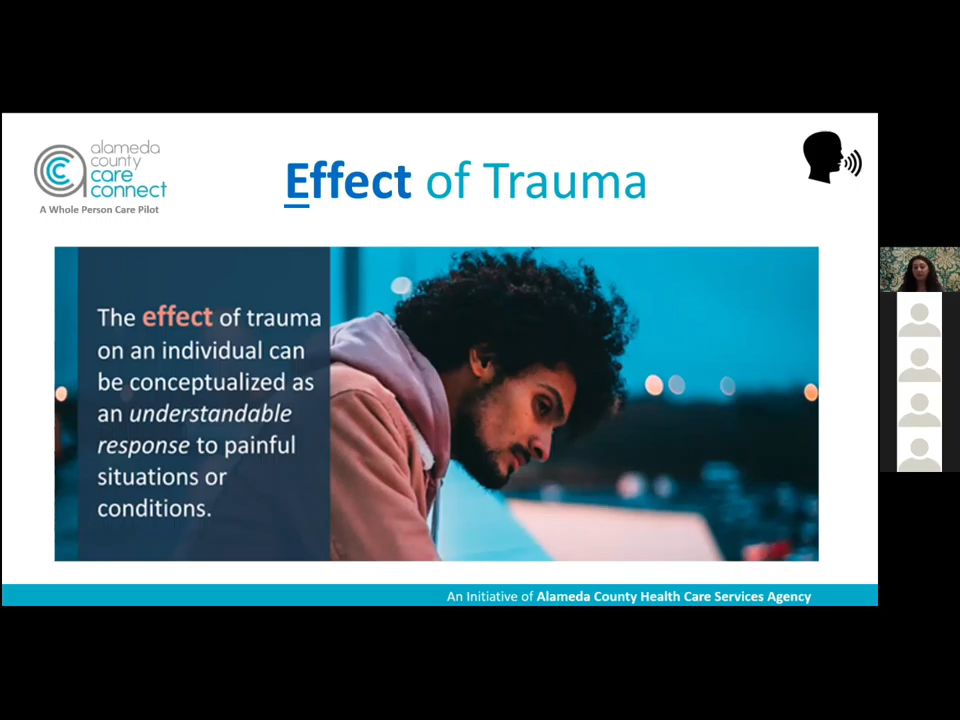 alameda
county
care
connect
A Whole Person Care Pilot
Effect of Trauma
The effect of trauma
on an individual can
be conceptualized as
an understandable
response to painful
situations or
conditions.
An Initiative of Alameda County Health Care Services Agency